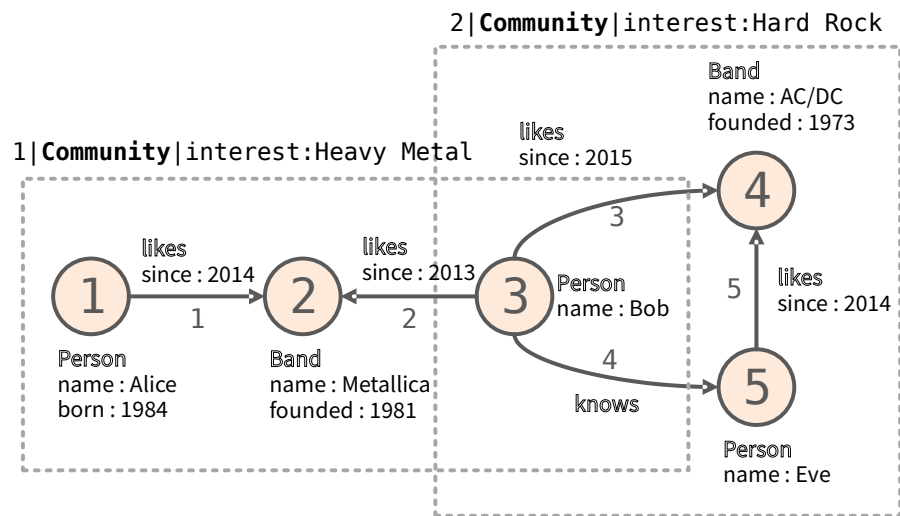 2|Community|interest:Hard Rock
Band
name : AC/DC
founded : 1973
likes
since : 2015
1|Community|interest:Heavy Metal
4
3
likes
since : 2014
likes
since : 2013
1
2
3
Person
name : Bob
5
likes
since : 2014
1
2
4
Person
name : Alice
born : 1984
Band
name : Metallica
founded : 1981
5
knows
Person
name : Eve